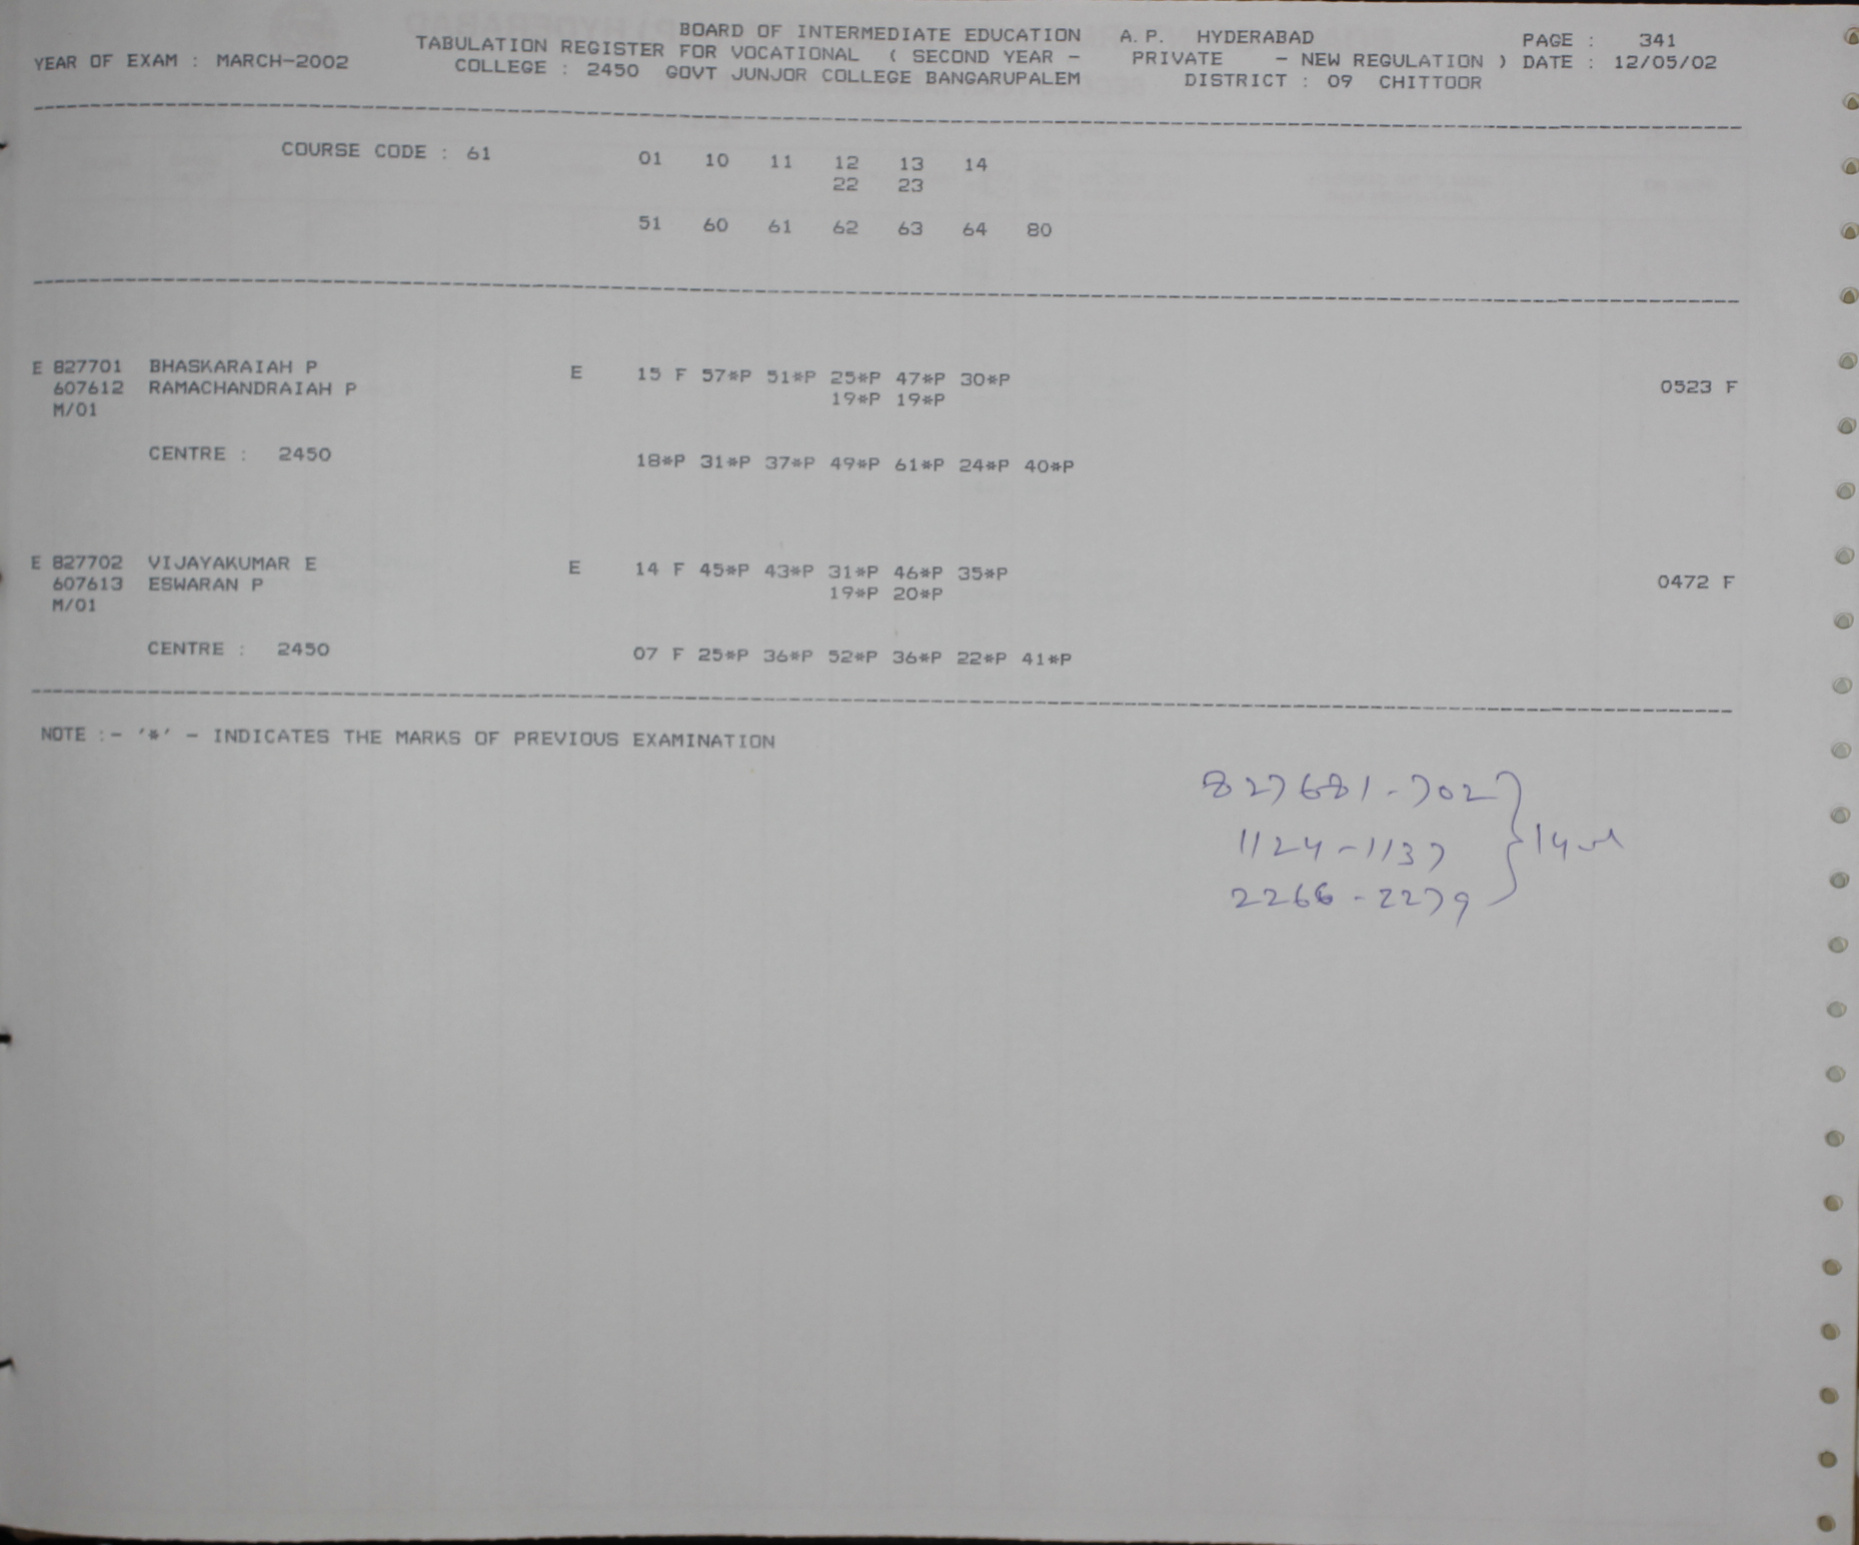 BOARD OF INTERMEDIATE EDUCATION A.P. HYDERABAD PAGE : 341
YEAR OF EXAM : MARCH-2002 TABULATION REGISTER FOR VOCATIONAL ( SECOND YEAR - PRIVATE - NEW REGULATION ) DATE : 12/05/02
COLLEGE : 2450 GOVT JUNJOR COLLEGE BANGARUPALEM DISTRICT : 09 CHITTOOR
COURSE CODE : 61 01 10 11 12 13 14
22 23
51 60 61 62 63 64 80
E 827701 BHASKARAIAH P E 15 F 57*P 51*P 25*P 47*P 30*P 0523 F
607612 RAMACHANDRAIAH P 19*P 19*P
M/01
CENTRE : 2450 18*P 31*P 37*P 49*P 61*P 24*P 40*P
E 827702 VIJAYAKUMAR E E 14 F 45*P 43*P 31*P 46*P 35*P 0472 F
607613 ESWARAN P 19*P 20*P
M/01
CENTRE : 2450 07 F 25*P 36*P 52*P 36*P 22*P 41*P
NOTE :- '*' - INDICATES THE MARKS OF PREVIOUS EXAMINATION
827681-702
1124-1137 } 14
2266-2279